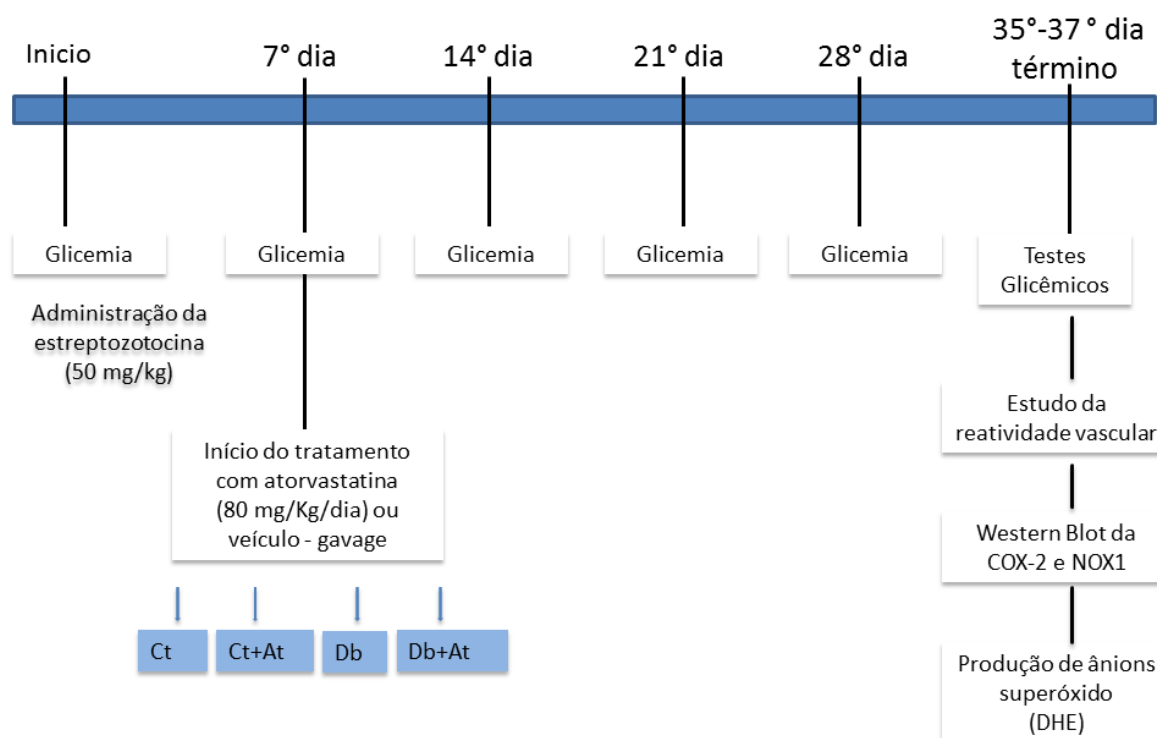 Inicio
7° dia
14° dia
21° dia
28° dia
35°-37 ° dia
término
Glicemia
Glicemia
Glicemia
Glicemia
Glicemia
Testes
Glicêmicos
Administração da
estreptozotocina
(50 mg/kg)
Início do tratamento
com atorvastatina
(80 mg/Kg/dia) ou
veículo - gavage
Ct
Ct+At
Db
Db+At
Estudo da
reatividade vascular
Western Blot da
COX-2 e NOX1
Produção de ânions
superóxido
(DHE)